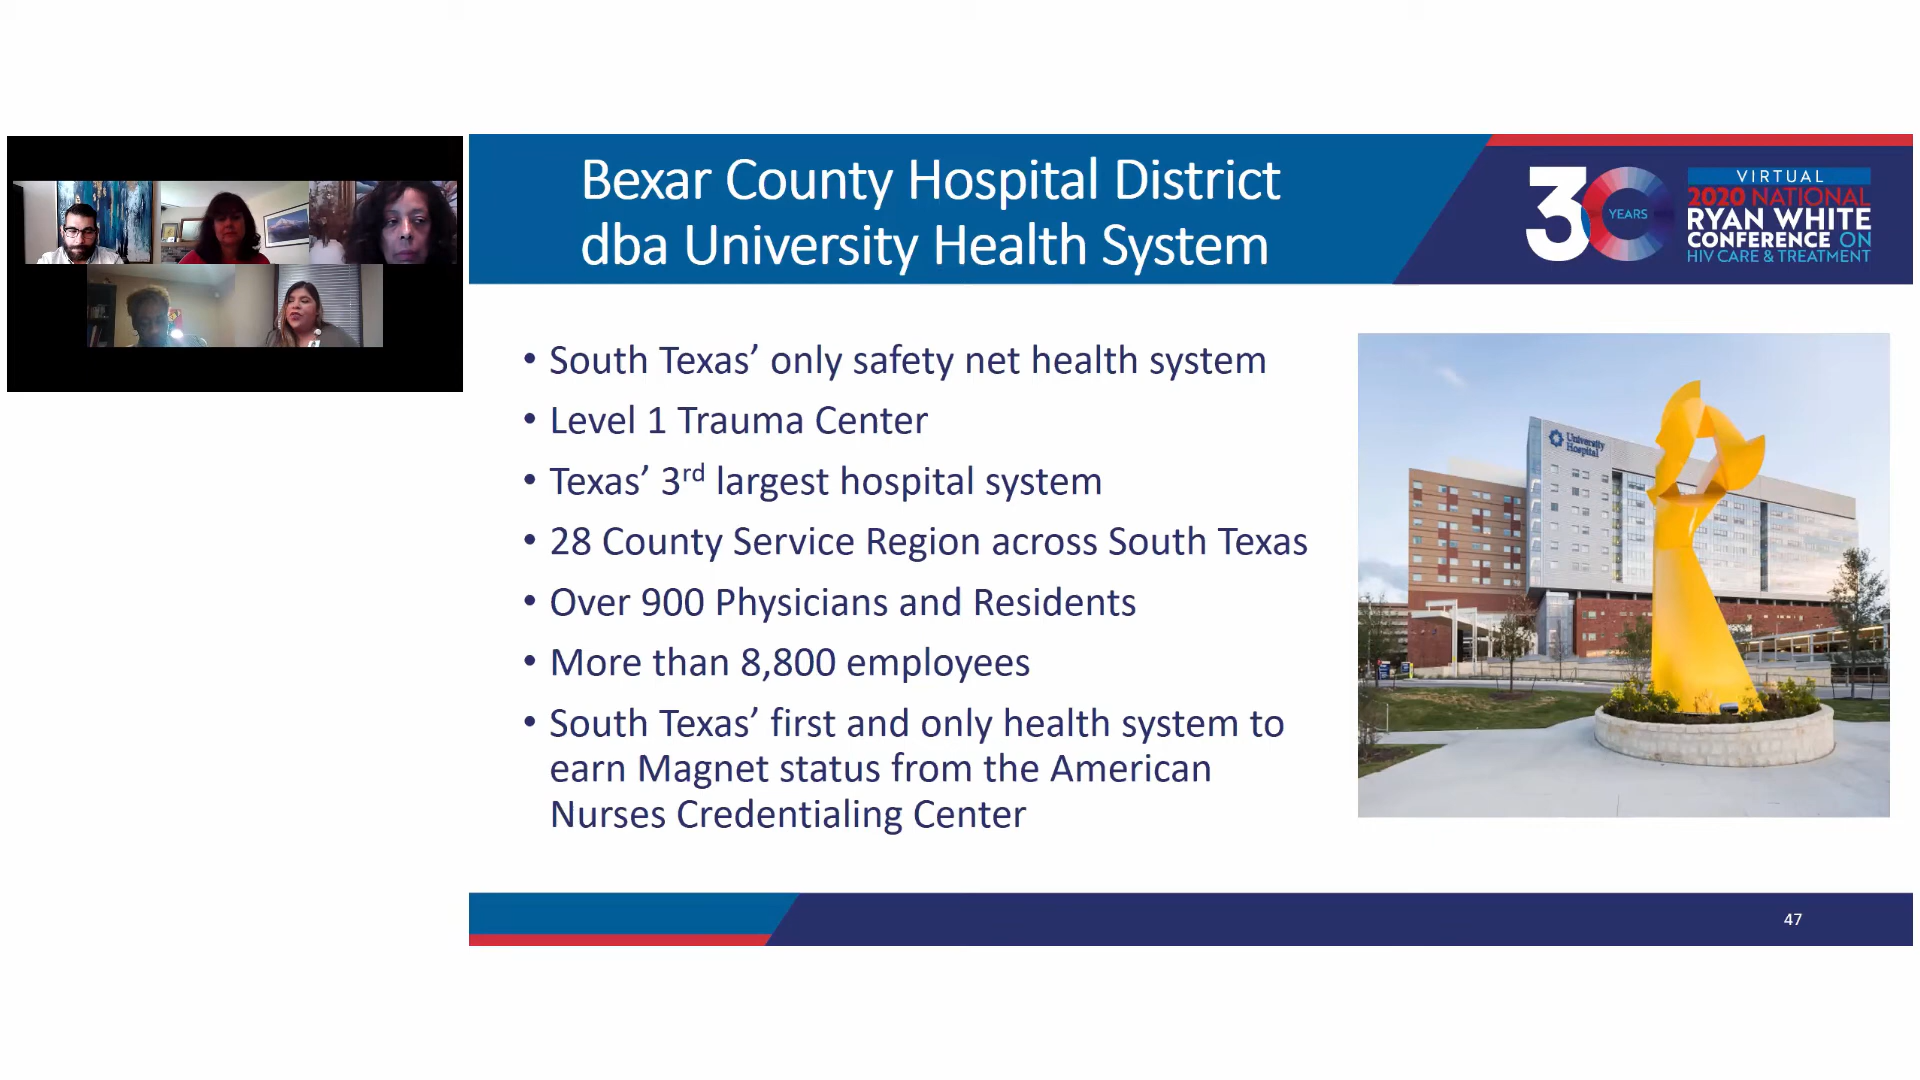 Bexar County Hospital District
dba University Health System
30
YEARS
VIRTUAL
2020 NATIONAL
RYAN WHITE
CONFERENCE ON
HIV CARE & TREATMENT
• South Texas’ only safety net health system
• Level 1 Trauma Center
• Texas’ 3rd largest hospital system
• 28 County Service Region across South Texas
• Over 900 Physicians and Residents
• More than 8,800 employees
• South Texas’ first and only health system to
earn Magnet status from the American
Nurses Credentialing Center
University
Hospital
47